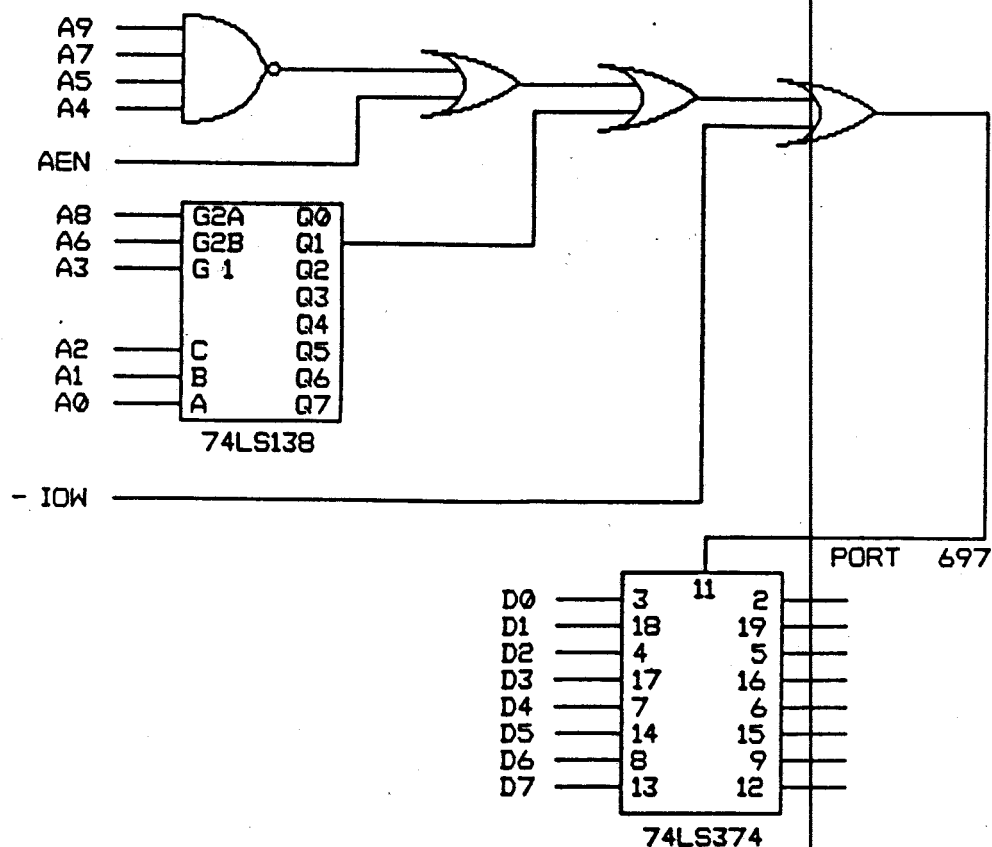 A9
A7
A5
A4
AEN
A8 G2A Q0
A6 G2B Q1
A3 G 1 Q2
Q3
Q4
A2 C Q5
A1 B Q6
A0 A Q7
74LS138
- IOW
PORT 697
11
D0 3 2
D1 18 19
D2 4 5
D3 17 16
D4 7 6
D5 14 15
D6 8 9
D7 13 12
74LS374